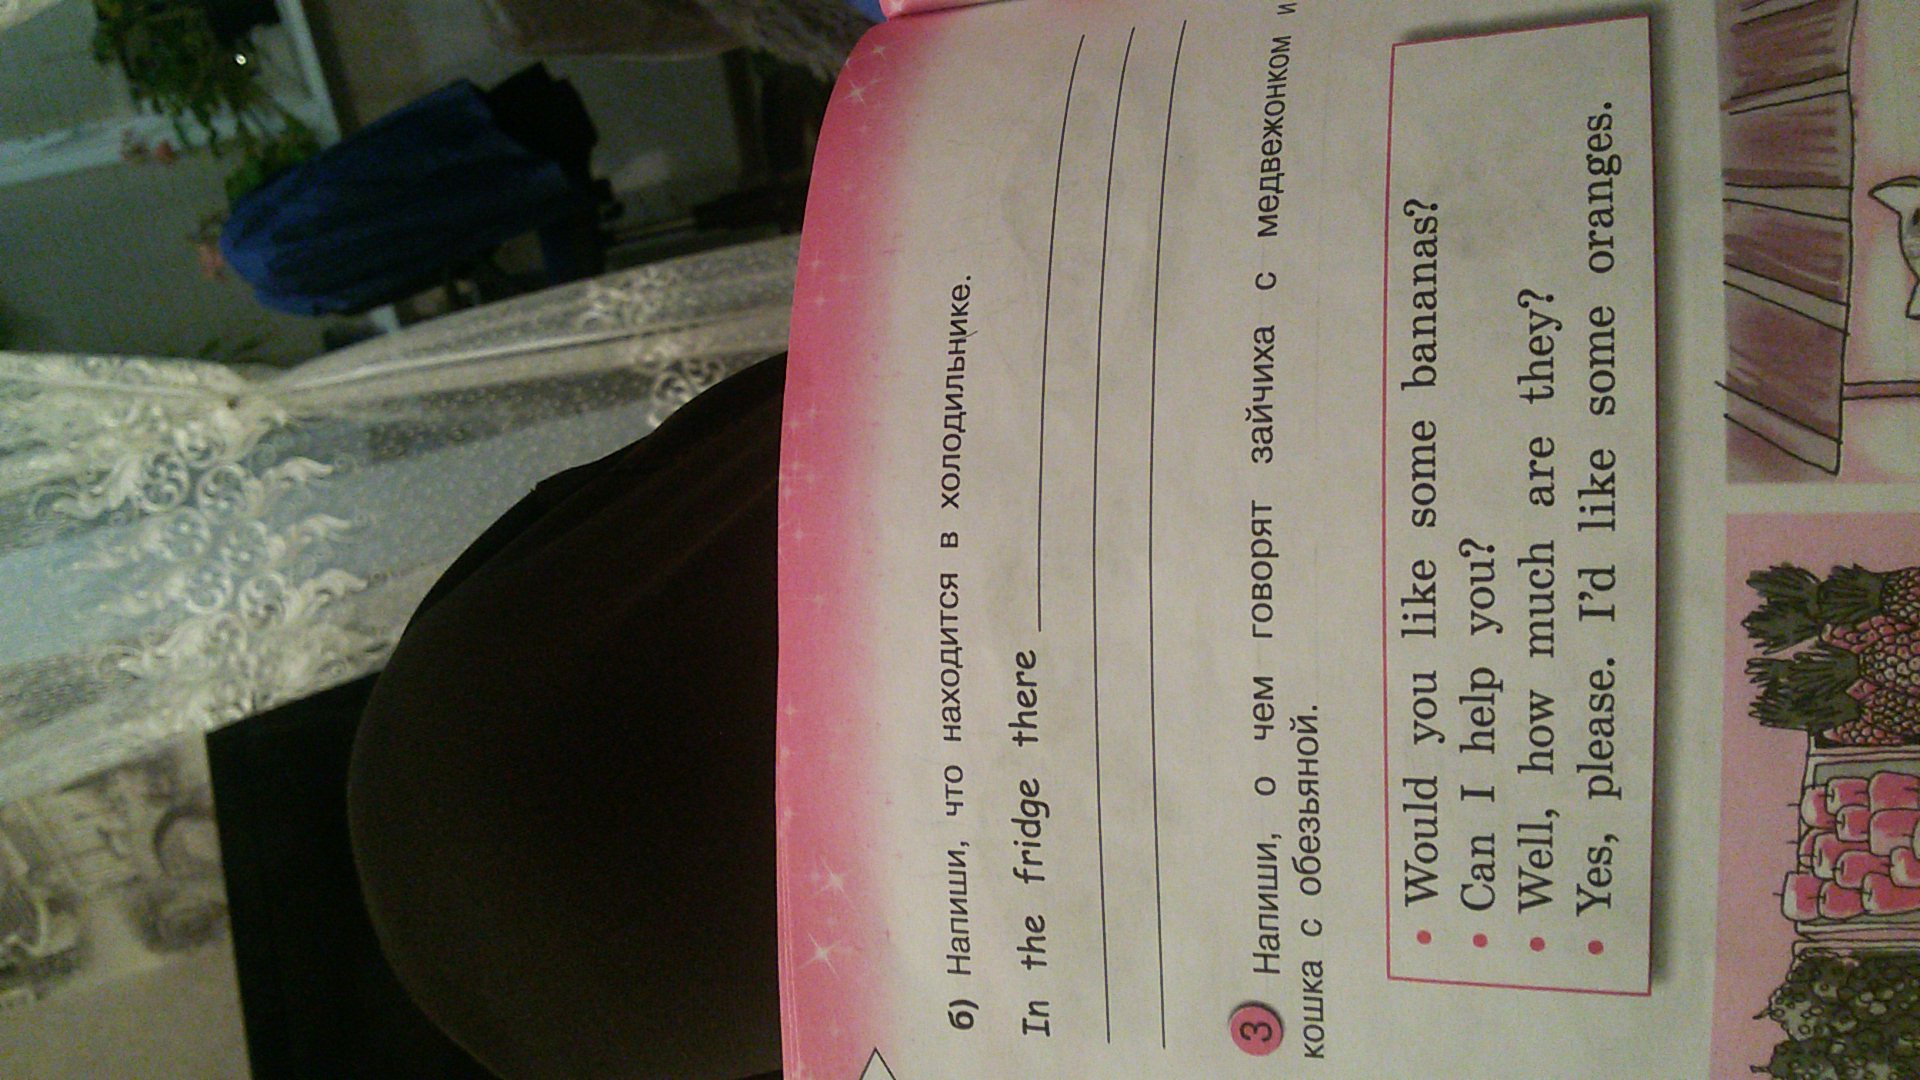 б) Напиши, что находится в холодильнике.
In the fridge there
3 Напиши, о чем говорят зайчиха с медвежонком и
кошка с обезьяной.
• Would you like some bananas?
• Can I help you?
• Well, how much are they?
• Yes, please. I’d like some oranges.